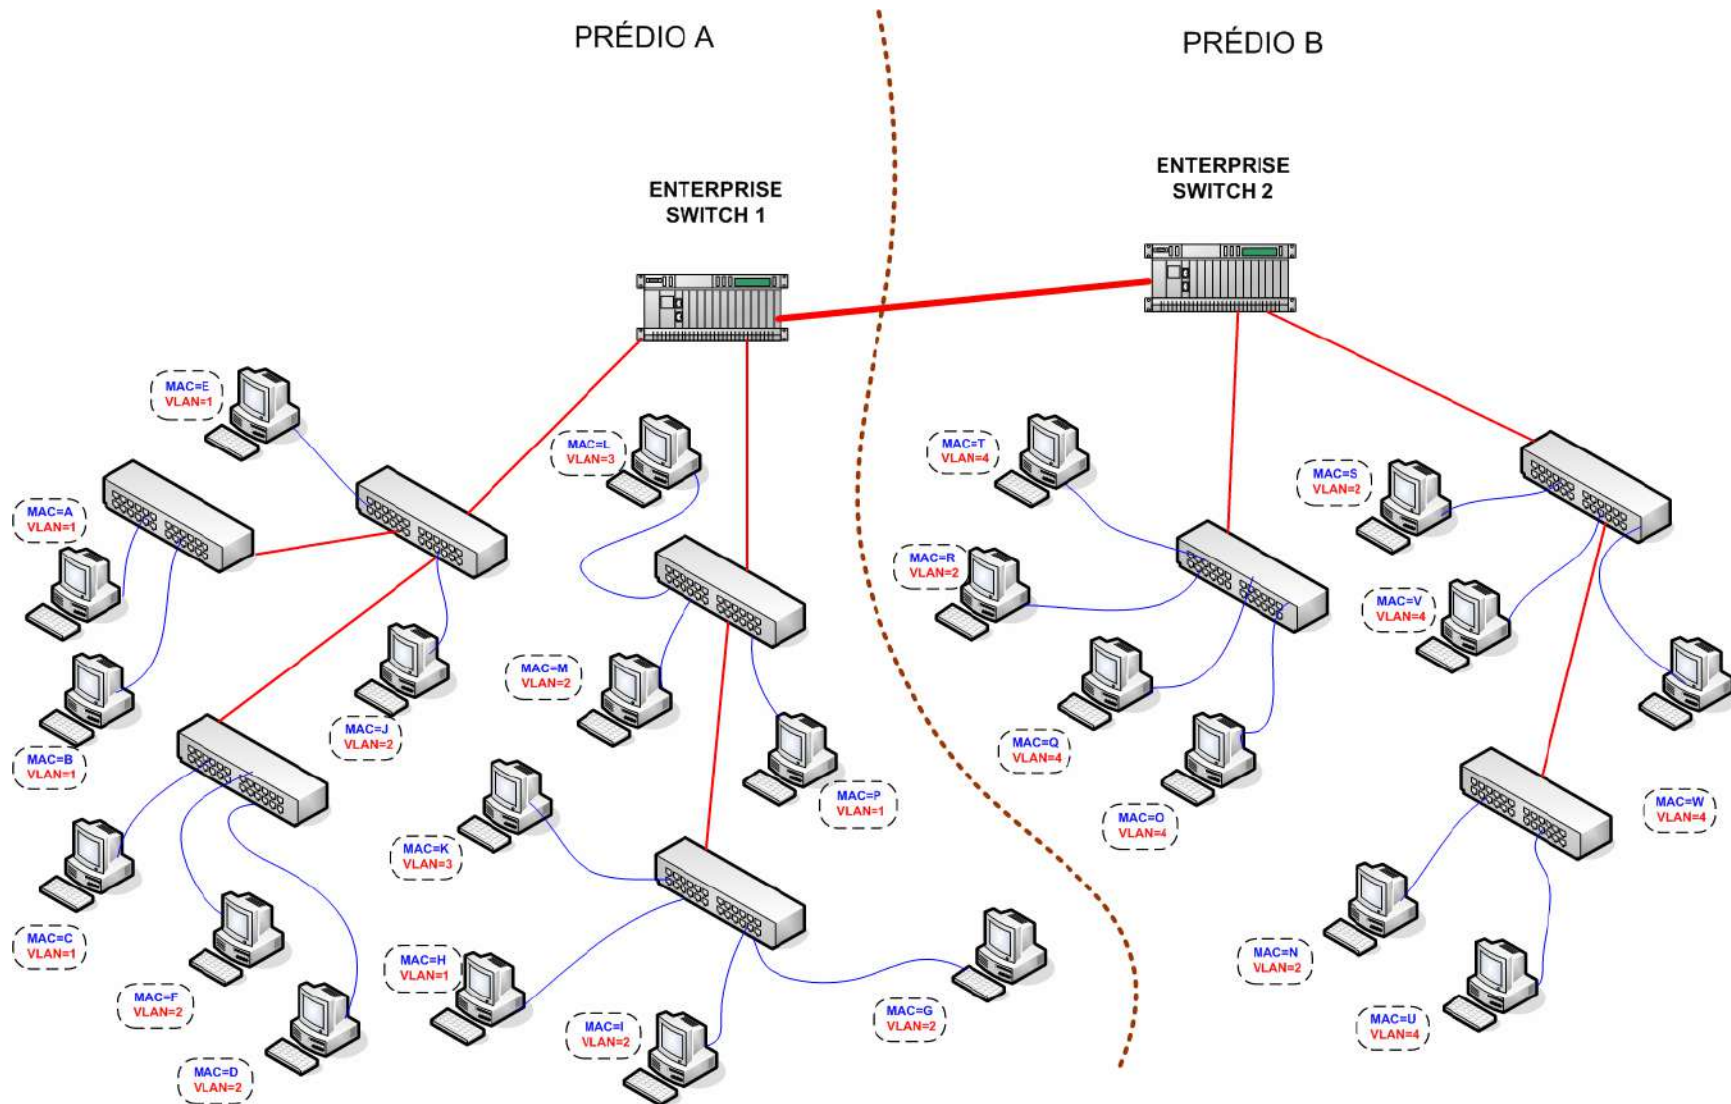 PRÉDIO A
PRÉDIO B
ENTERPRISE
SWITCH 1
ENTERPRISE
SWITCH 2
MAC=E
VLAN=1
MAC=L
VLAN=3
MAC=T
VLAN=4
MAC=S
VLAN=2
MAC=A
VLAN=1
MAC=R
VLAN=2
MAC=V
VLAN=4
MAC=M
VLAN=2
MAC=J
VLAN=2
MAC=Q
VLAN=4
MAC=B
VLAN=1
MAC=P
VLAN=1
MAC=O
VLAN=4
MAC=W
VLAN=4
MAC=K
VLAN=3
MAC=C
VLAN=1
MAC=H
VLAN=1
MAC=N
VLAN=2
MAC=F
VLAN=2
MAC=I
VLAN=2
MAC=G
VLAN=2
MAC=U
VLAN=4
MAC=D
VLAN=2